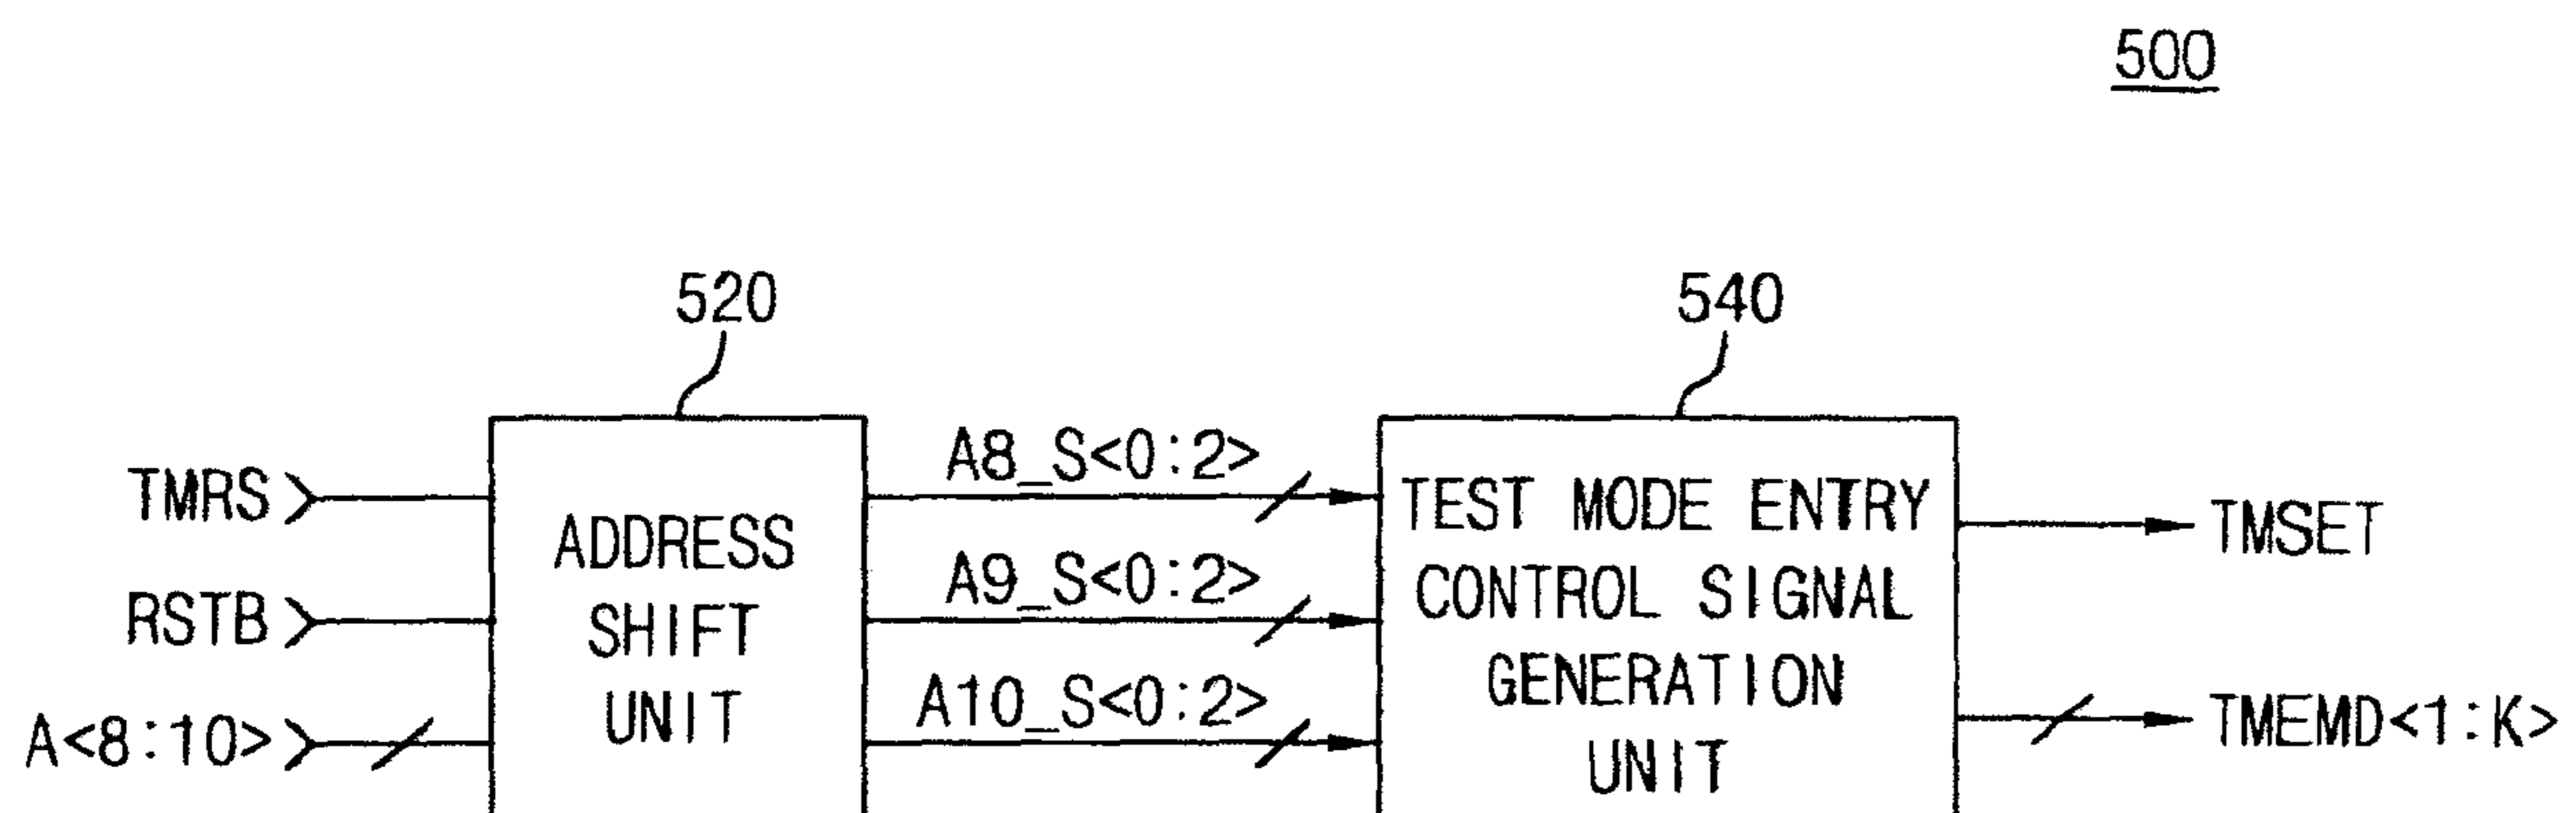 500
520
540
TMRS
RSTB
A<8:10>
ADDRESS
SHIFT
UNIT
A8_S<0:2>
A9_S<0:2>
A10_S<0:2>
TEST MODE ENTRY
CONTROL SIGNAL
GENERATION
UNIT
TMSET
TMEMD<1:K>